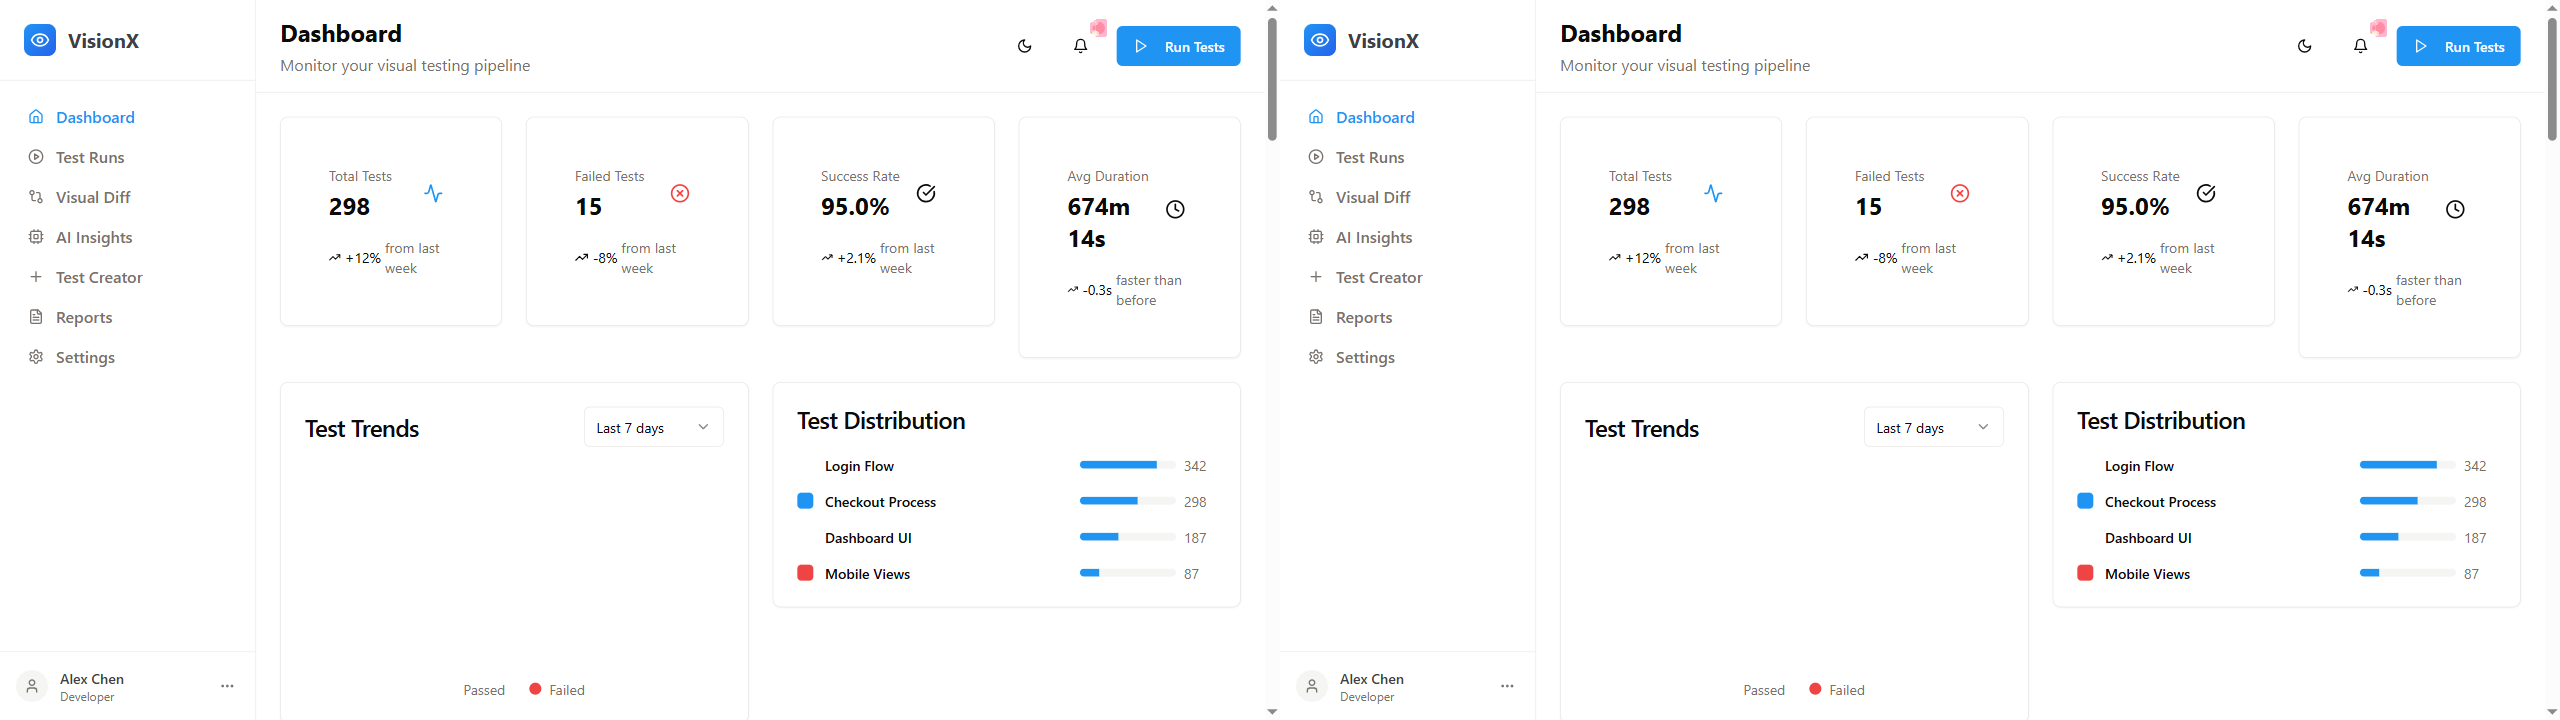 VisionX
Dashboard
Test Runs
Visual Diff
AI Insights
Test Creator
Reports
Settings
Alex Chen
Developer
Dashboard
Monitor your visual testing pipeline
Run Tests
Total Tests
298
+12% from last
week
Failed Tests
15
-8% from last
week
Success Rate
95.0%
+2.1% from last
week
Avg Duration
674m
14s
-0.3s faster than
before
Test Trends
Last 7 days
Passed
Failed
Test Distribution
Login Flow 342
Checkout Process 298
Dashboard UI 187
Mobile Views 87
VisionX
Dashboard
Test Runs
Visual Diff
AI Insights
Test Creator
Reports
Settings
Alex Chen
Developer
Dashboard
Monitor your visual testing pipeline
Run Tests
Total Tests
298
+12% from last
week
Failed Tests
15
-8% from last
week
Success Rate
95.0%
+2.1% from last
week
Avg Duration
674m
14s
-0.3s faster than
before
Test Trends
Last 7 days
Passed
Failed
Test Distribution
Login Flow 342
Checkout Process 298
Dashboard UI 187
Mobile Views 87